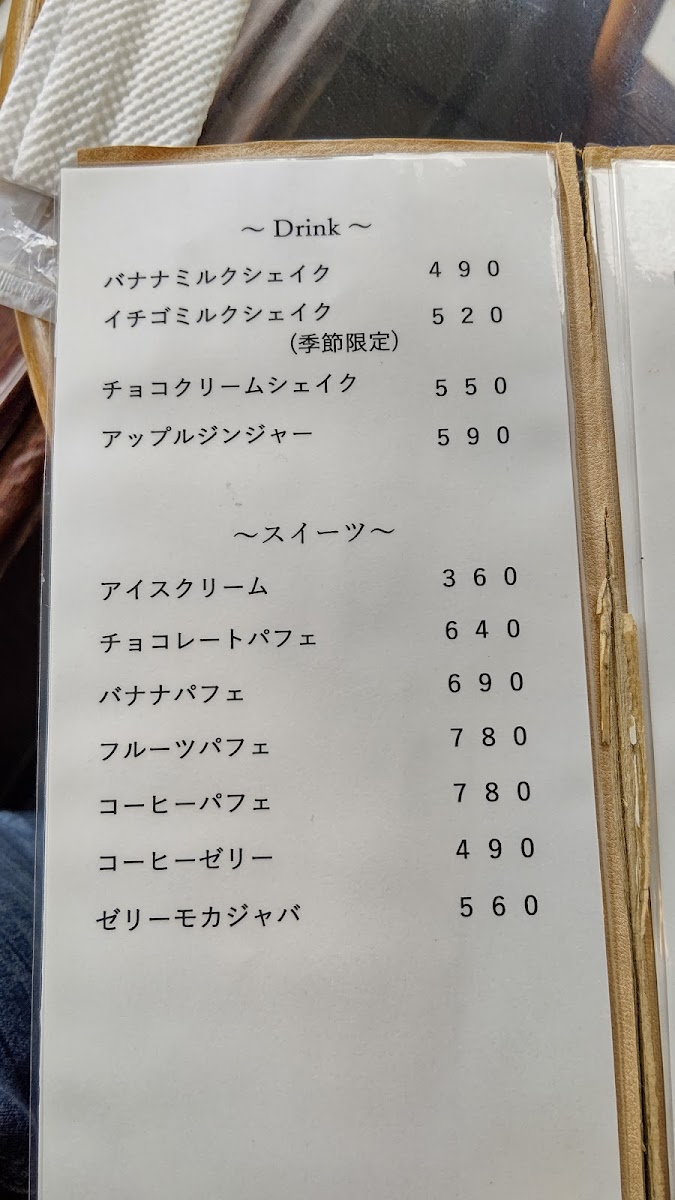 ～ Drink ～
バナナミルクシェイク 490
イチゴミルクシェイク 520
(季節限定)
チョコクリームシェイク 550
アップルジンジャー 590
～スイーツ～
アイスクリーム 360
チョコレートパフェ 640
バナナパフェ 690
フルーツパフェ 780
コーヒーパフェ 780
コーヒーゼリー 490
ゼリーモカジャバ 560